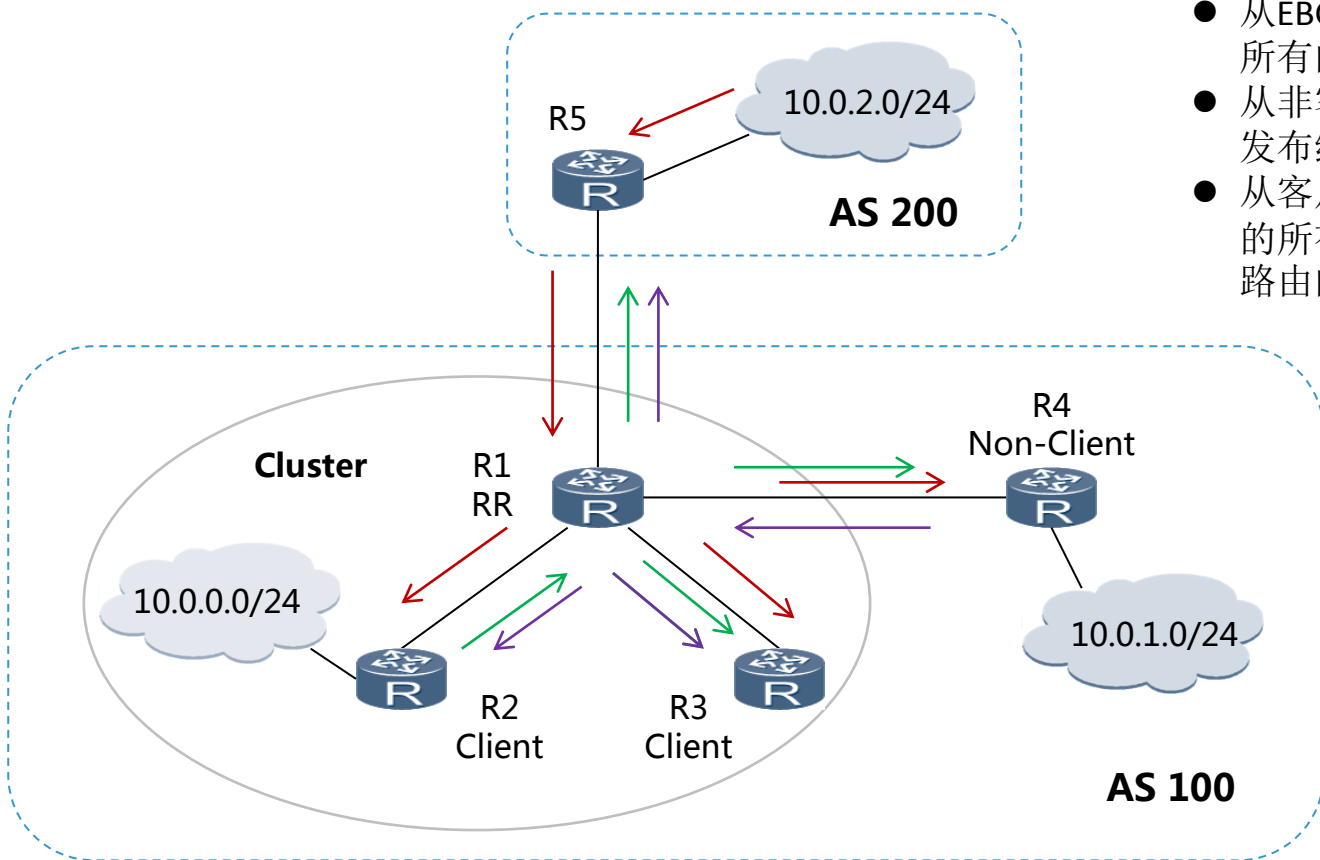 ● 从EBG
所有
● 从非
发布
● 从客
的所
路由
10.0.2.0/24
R5
R
AS 200
R4
Non-Client
Cluster
R1
RR
R
R
10.0.0.0/24
10.0.1.0/24
R
R
R2
Client
R3
Client
AS 100